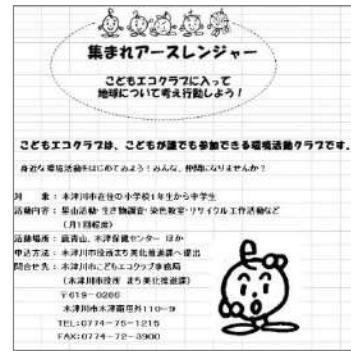 集まれアースレンジャー
こどもエコクラブに入って
地球について考え行動しよう！
こどもエコクラブは、こどもが誰でも参加できる環境活動クラブです。
身近な環境活動をはじめてみよう！みんな、仲間になりませんか？
対　象：木津川市在住の小学校1年生から中学生
活動内容：里山活動・生き物調査・染色教室・リサイクル工作活動など
（月1回程度）
活動場所：鹿背山、木津保健センター ほか
申込方法：木津川市役所まち美化推進課へ提出
問合せ先：木津川市こどもエコクラブ事務局
（木津川市役所 まち美化推進課）
〒619-0286
木津川市木津南垣外110-9
TEL:0774-75-1215
FAX:0774-72-3900